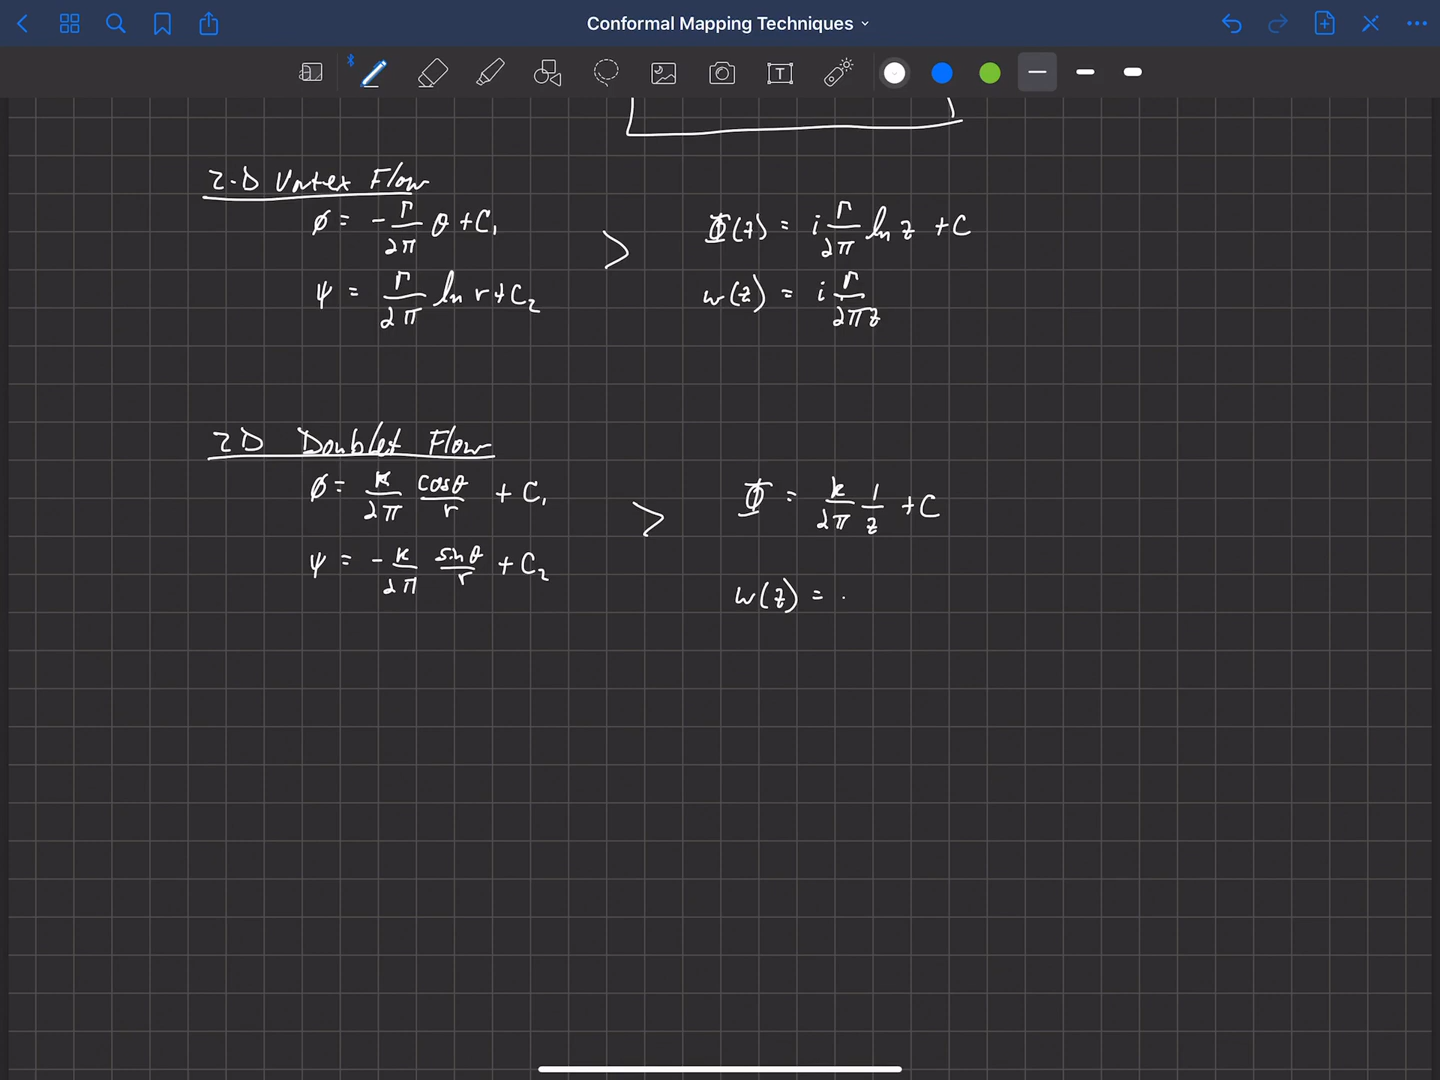 Conformal Mapping Techniques
T
2-D Vortex Flow
ϕ = - Γ/2π θ + C₁
Φ(z) = i Γ/2π ln z + C
>
ψ = Γ/2π ln r + C₂
w(z) = i Γ/2πz
2D Doublet Flow
ϕ = K/2π cosθ/r + C₁
Φ = K/2π 1/z + C
>
ψ = - K/2π sinθ/r + C₂
w(z) = .